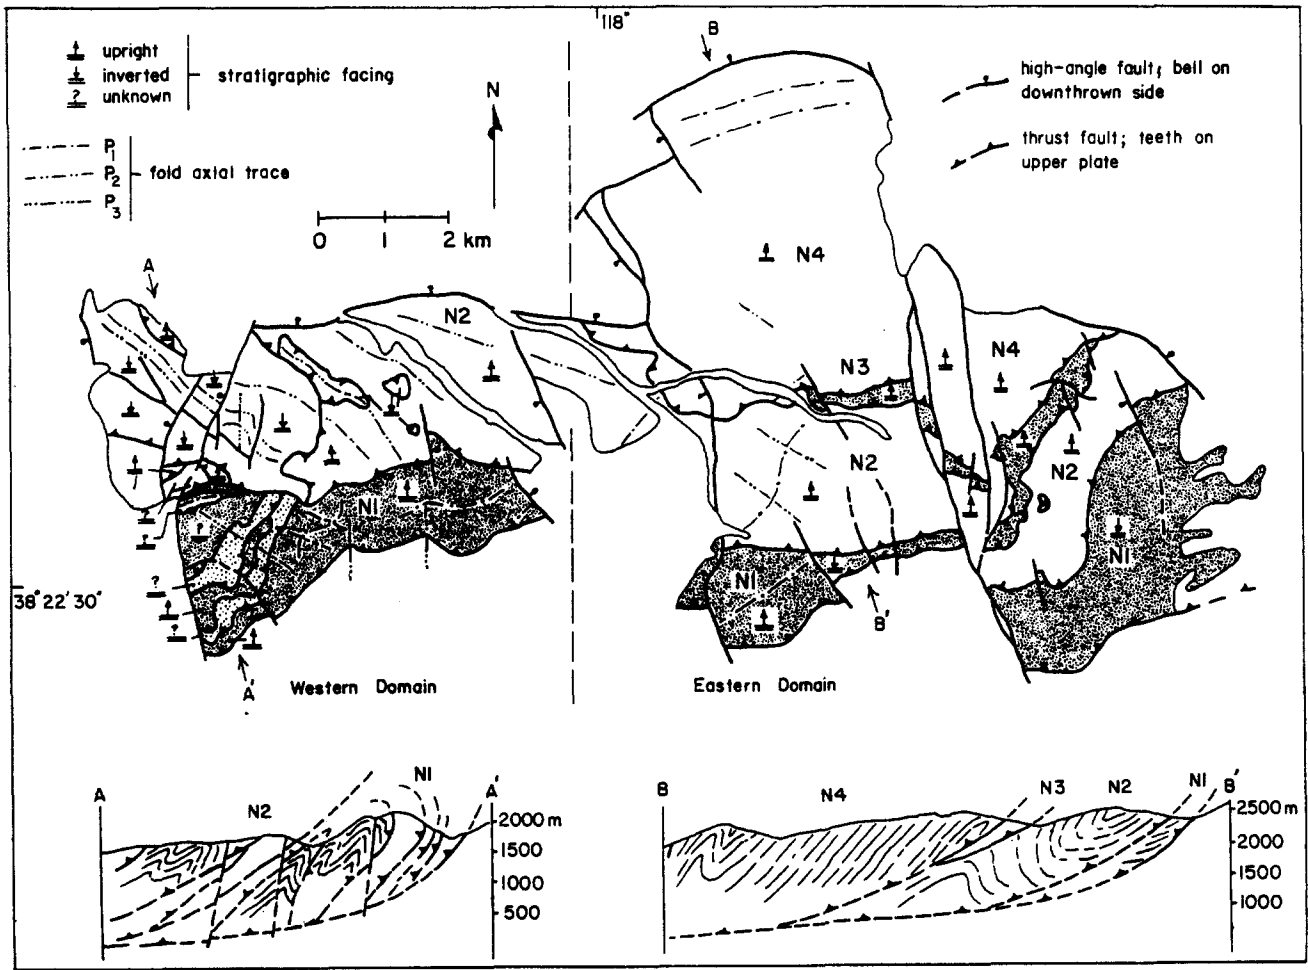 118°
B
upright
inverted
? unknown
stratigraphic facing
N
high-angle fault; bell on
downthrown side
thrust fault; teeth on
upper plate
P1
P2
P3
fold axial trace
0 1 2 km
A
N4
N2
N3
N4
N2
N2
N1
?
?
?
N1
N1
?
?
38° 22' 30"
B'
A'
Western Domain
Eastern Domain
A
N2
N1
A'
2000 m
1500
1000
500
B
N4
N3
N2
N1
B'
2500 m
2000
1500
1000